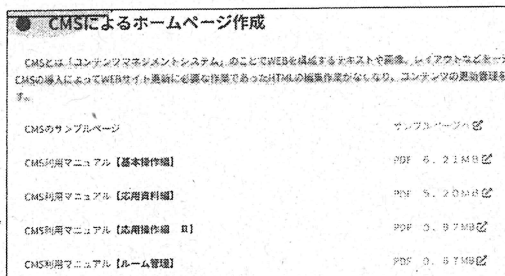 ● CMSによるホームページ作成
CMSとは「コンテンツマネジメントシステム」のことでWEBを構成するテキストや画像、レイアウトなどを一
CMSの導入によってWEBサイト更新に必要な作業であったHTMLの編集作業がなくなり、コンテンツの更新管理を
す。
CMSのサンプルページ サンプルページへ
CMS利用マニュアル【基本操作編】 PDF 6.21MB
CMS利用マニュアル【応用資料編】 PDF 5.20MB
CMS利用マニュアル【応用操作編 Ⅱ】 PDF 0.97MB
CMS利用マニュアル【ルーム管理】 PDF 0.67MB